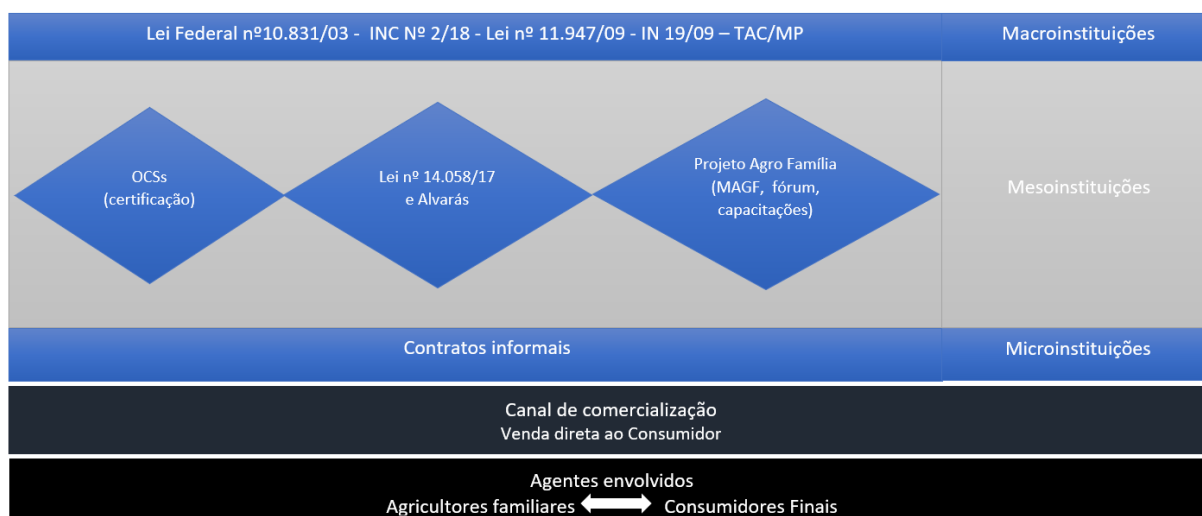 Lei Federal nº10.831/03 - INC Nº 2/18 - Lei nº 11.947/09 - IN 19/09 – TAC/MP
Macroinstituições
OCSs
(certificação)
Lei nº 14.058/17
e Alvarás
Projeto Agro Família
(MAGF, fórum,
capacitações)
Mesoinstituições
Contratos informais
Microinstituições
Canal de comercialização
Venda direta ao Consumidor
Agentes envolvidos
Agricultores familiares Consumidores Finais